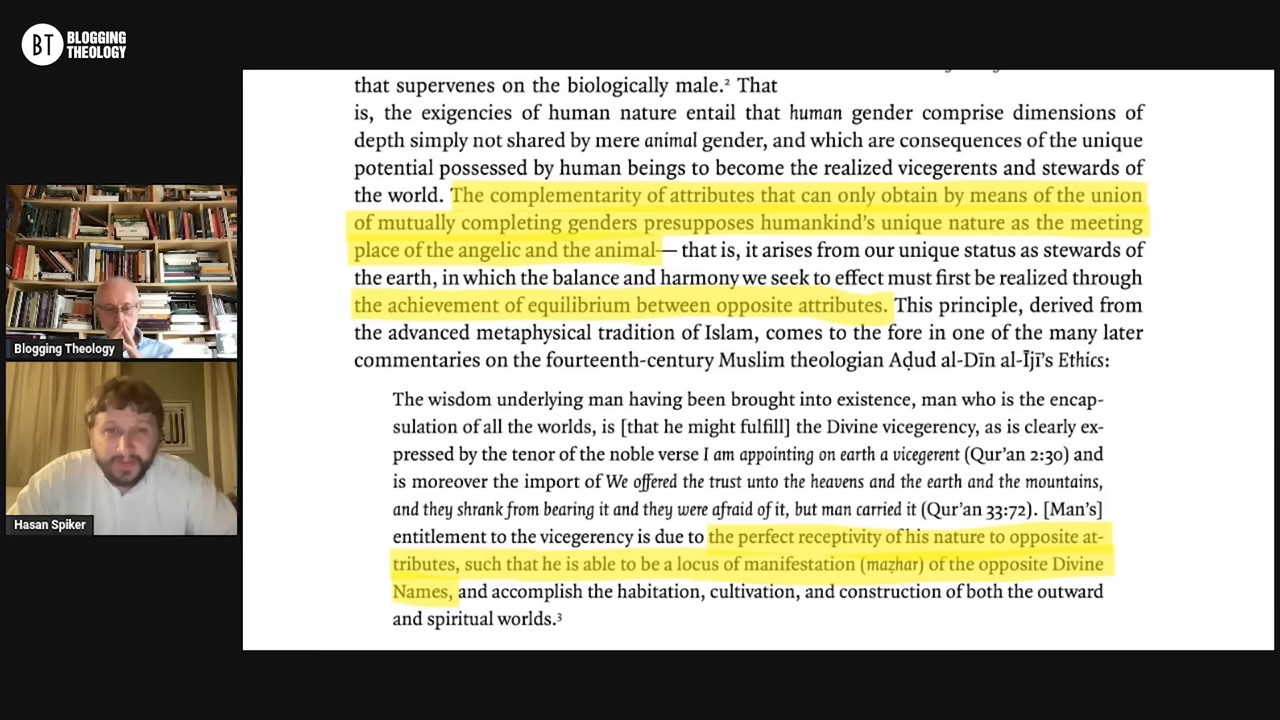 BT BLOGGING
THEOLOGY
that supervenes on the biologically male.² That
is, the exigencies of human nature entail that human gender comprise dimensions of
depth simply not shared by mere animal gender, and which are consequences of the unique
potential possessed by human beings to become the realized vicegerents and stewards of
the world. The complementarity of attributes that can only obtain by means of the union
of mutually completing genders presupposes humankind's unique nature as the meeting
place of the angelic and the animal— that is, it arises from our unique status as stewards of
the earth, in which the balance and harmony we seek to effect must first be realized through
the achievement of equilibrium between opposite attributes. This principle, derived from
the advanced metaphysical tradition of Islam, comes to the fore in one of the many later
commentaries on the fourteenth-century Muslim theologian Aḍud al-Dīn al-Ījī's Ethics:
The wisdom underlying man having been brought into existence, man who is the encap-
sulation of all the worlds, is [that he might fulfill] the Divine vicegerency, as is clearly ex-
pressed by the tenor of the noble verse I am appointing on earth a vicegerent (Qur'an 2:30) and
is moreover the import of We offered the trust unto the heavens and the earth and the mountains,
and they shrank from bearing it and they were afraid of it, but man carried it (Qur'an 33:72). [Man's]
entitlement to the vicegerency is due to the perfect receptivity of his nature to opposite at-
tributes, such that he is able to be a locus of manifestation (maẓhar) of the opposite Divine
Names, and accomplish the habitation, cultivation, and construction of both the outward
and spiritual worlds.³
Blogging Theology
Hasan Spiker